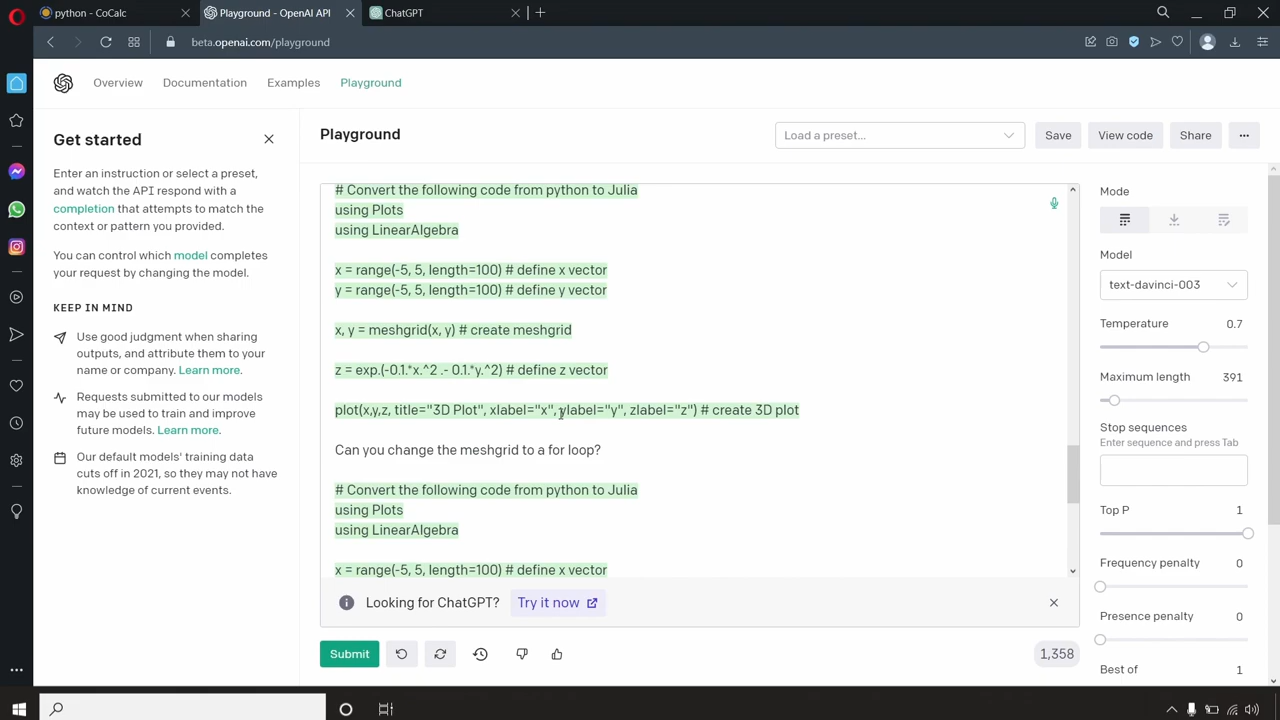 python - CoCalc
Playground - OpenAI API
ChatGPT
beta.openai.com/playground
Overview
Documentation
Examples
Playground
Get started
Enter an instruction or select a preset,
and watch the API respond with a
completion that attempts to match the
context or pattern you provided.
You can control which model completes
your request by changing the model.
KEEP IN MIND
Use good judgment when sharing
outputs, and attribute them to your
name or company. Learn more.
Requests submitted to our models
may be used to train and improve
future models. Learn more.
Our default models' training data
cuts off in 2021, so they may not have
knowledge of current events.
Playground
Load a preset...
Save
View code
Share
# Convert the following code from python to Julia
using Plots
using LinearAlgebra
x = range(-5, 5, length=100) # define x vector
y = range(-5, 5, length=100) # define y vector
x, y = meshgrid(x, y) # create meshgrid
z = exp.(-0.1.*x.^2 .- 0.1.*y.^2) # define z vector
plot(x,y,z, title="3D Plot", xlabel="x", ylabel="y", zlabel="z") # create 3D plot
Can you change the meshgrid to a for loop?
# Convert the following code from python to Julia
using Plots
using LinearAlgebra
x = range(-5, 5, length=100) # define x vector
Looking for ChatGPT?
Try it now
Submit
1,358
Mode
Model
text-davinci-003
Temperature 0.7
Maximum length 391
Stop sequences
Enter sequence and press Tab
Top P 1
Frequency penalty 0
Presence penalty 0
Best of 1